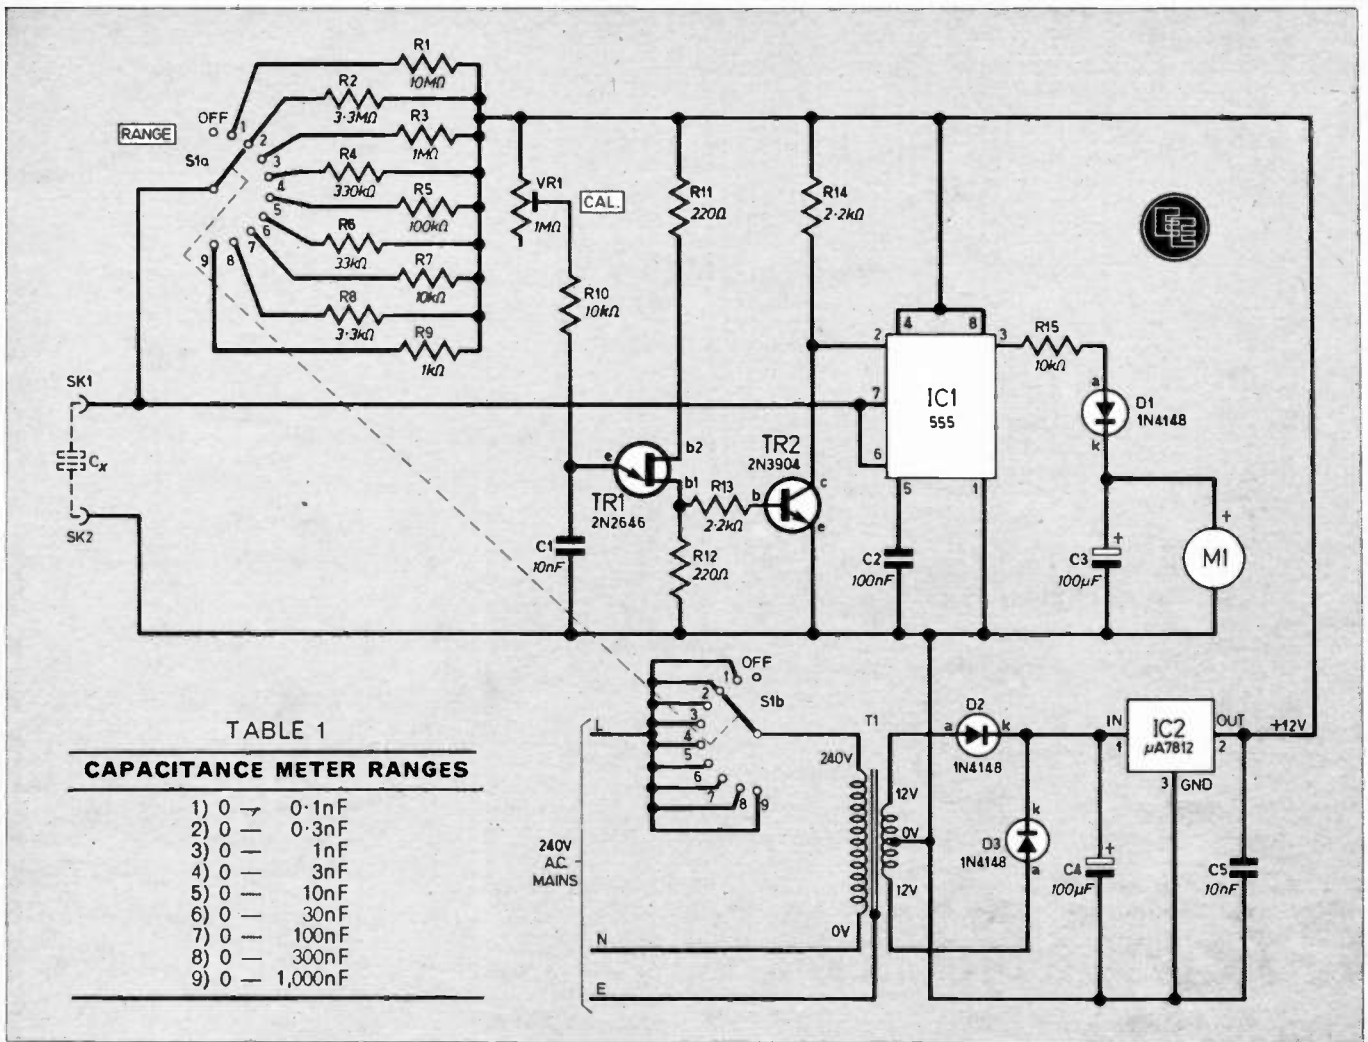 R1
10MΩ
R2
3·3MΩ
R3
1MΩ
R4
330kΩ
R5
100kΩ
R6
33kΩ
R7
10kΩ
R8
3·3kΩ
R9
1kΩ
OFF
RANGE
S1a
1
2
3
4
5
6
7
8
9
VR1
1MΩ
CAL.
R10
10kΩ
R11
220Ω
R14
2·2kΩ
EE
4
8
2
3
7
6
5
1
IC1
555
R15
10kΩ
a
D1
1N4148
k
SK1
Cx
SK2
e
b2
b1
TR1
2N2646
R13
2·2kΩ
b
TR2
2N3904
c
e
C1
10nF
R12
220Ω
C2
100nF
C3
100µF
+
+
M1
OFF
1
2
3
4
5
6
7
8
9
S1b
L
240V
A.C.
MAINS
N
E
T1
240V
0V
12V
0V
12V
D2
a
k
1N4148
k
D3
1N4148
a
IN
1
IC2
µA7812
OUT
2
3
GND
+12V
C4
100µF
+
C5
10nF
TABLE 1
CAPACITANCE METER RANGES
1) 0 → 0·1nF
2) 0 — 0·3nF
3) 0 — 1nF
4) 0 — 3nF
5) 0 — 10nF
6) 0 — 30nF
7) 0 — 100nF
8) 0 — 300nF
9) 0 — 1,000nF